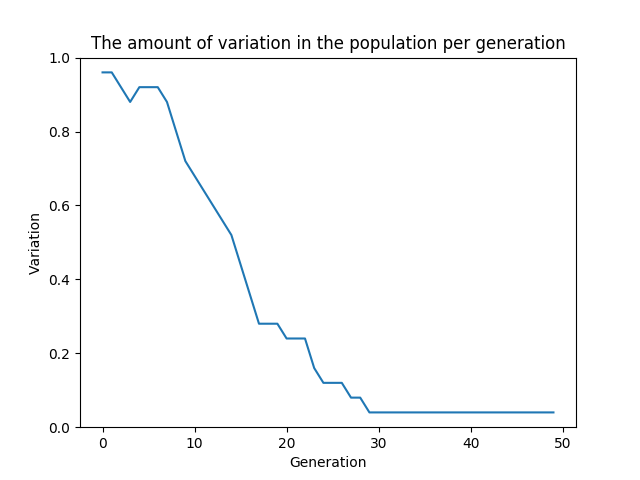 The amount of variation in the population per generation
1.0
0.8
0.6
0.4
0.2
0.0
Variation
0 10 20 30 40 50
Generation